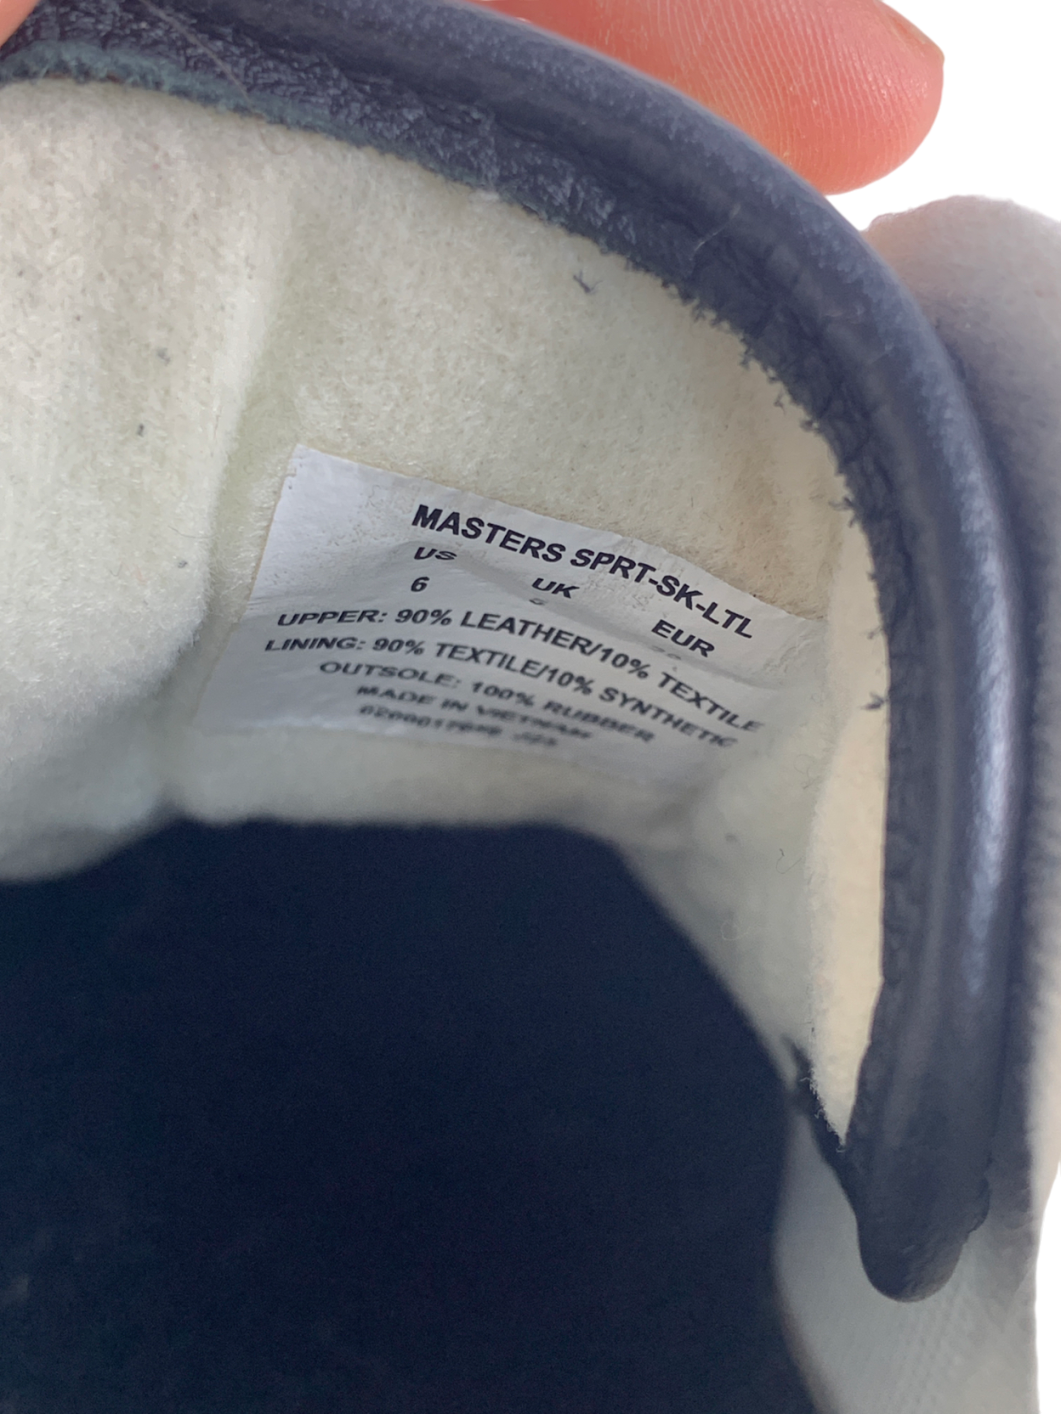 MASTERS SPRT-SK-LTL
US UK EUR
6
UPPER: 90% LEATHER/10% TEXTILE
LINING: 90% TEXTILE/10% SYNTHETIC
OUTSOLE: 100% RUBBER
MADE IN VIETNAM